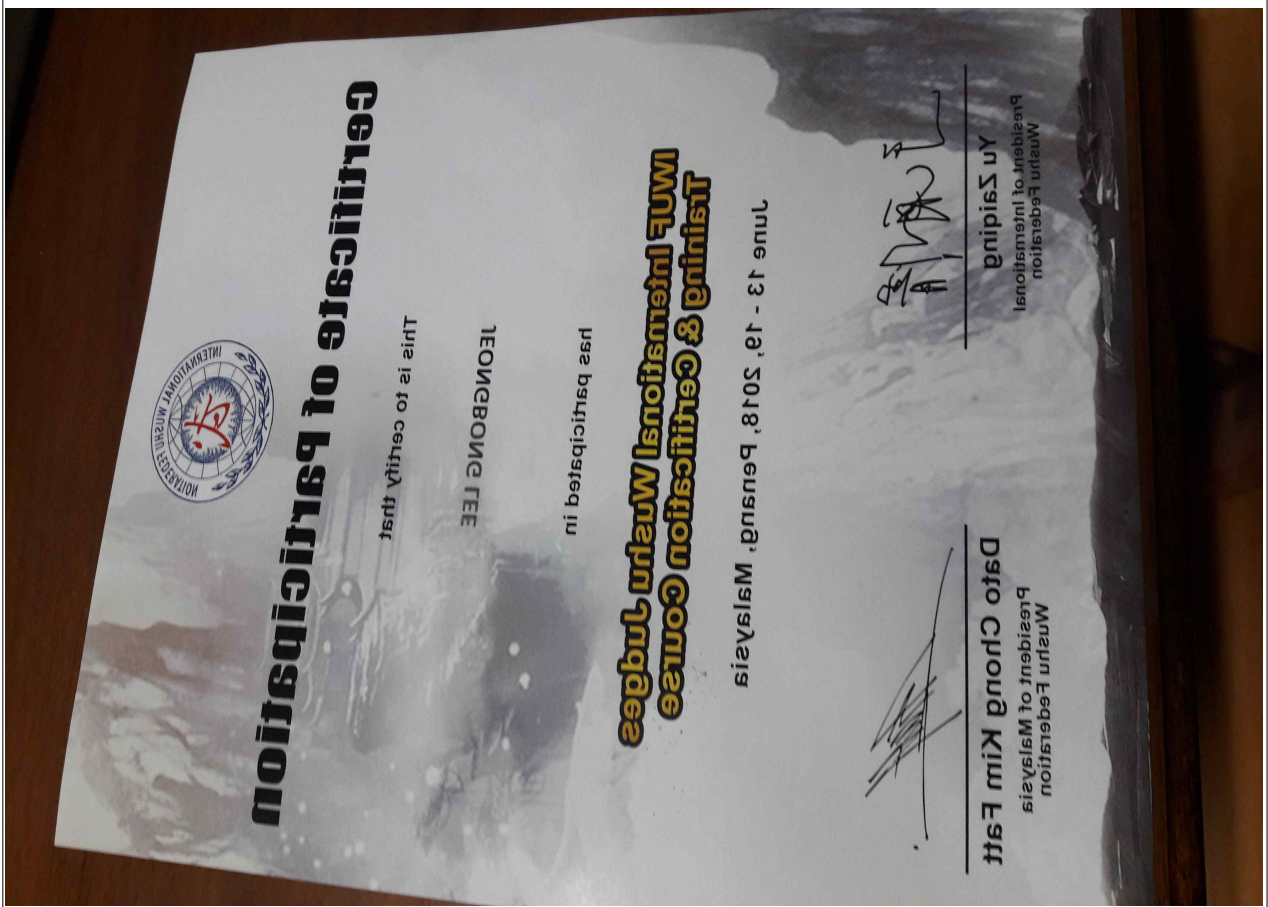 INTERNATIONAL WUSHU FEDERATION
Certificate of Participation
This is to certify that
JEONGBONG LEE
has participated in
IWUF International Wushu Judges
Training & Certification Course
June 13 - 19, 2018, Penang, Malaysia
Yu Zaiqing
President of International
Wushu Federation
Dato Chong Kim Fatt
President of Malaysia
Wushu Federation